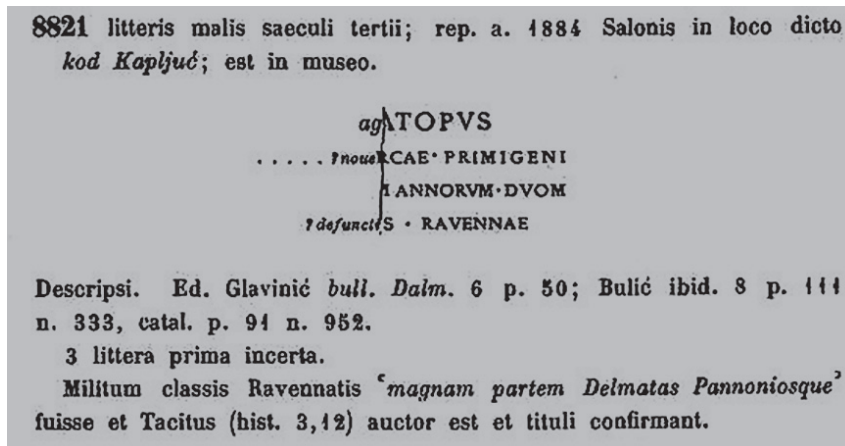 8821 litteris malis saeculi tertii; rep. a. 1884 Salonis in loco dicto
kod Kapljuć; est in museo.
agATOPVS
. . . . . ?noueRCAE · PRIMIGENI
I ANNORVM · DVOM
?defunctIS · RAVENNAE
Descripsi. Ed. Glavinić bull. Dalm. 6 p. 50; Bulić ibid. 8 p. 111
n. 333, catal. p. 91 n. 952.
3 littera prima incerta.
Militum classis Ravennatis ‘magnam partem Delmatas Pannoniosque’
fuisse et Tacitus (hist. 3,12) auctor est et tituli confirmant.